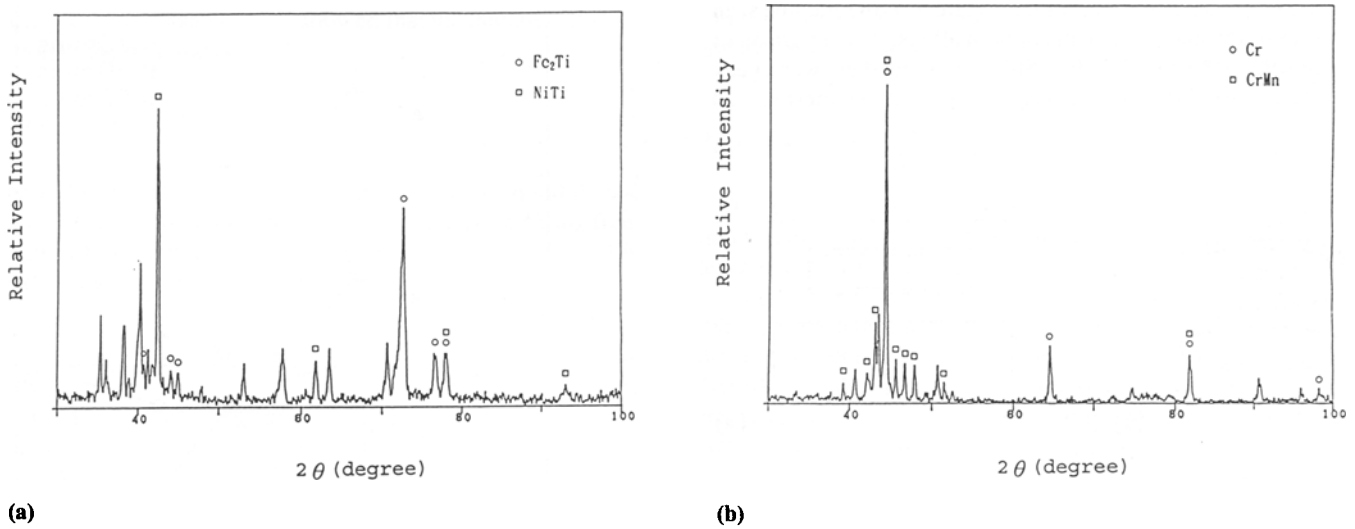 Relative Intensity
○ Fe₂Ti
□ NiTi
60
80
100
2θ (degree)
(a)
Relative Intensity
○ Cr
□ CrMn
40
60
80
100
2θ (degree)
(b)